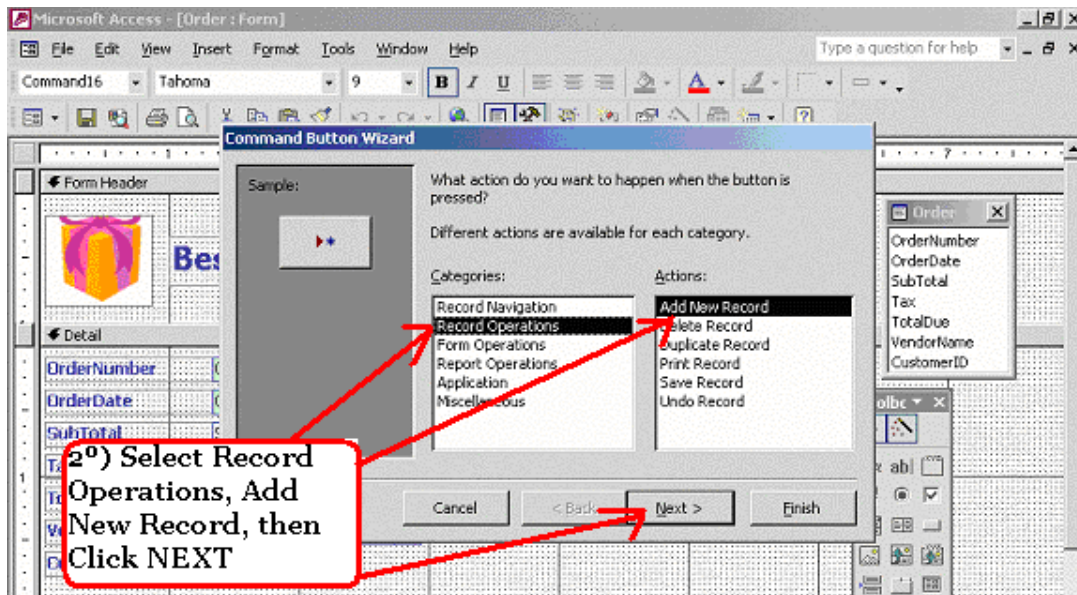 Microsoft Access - [Order : Form]
File Edit View Insert Format Tools Window Help
Type a question for help
Command16 Tahoma 9 B I U A
Command Button Wizard
1 7
Form Header
Sample:
What action do you want to happen when the button is
pressed?
Different actions are available for each category.
Bes
Order
OrderNumber
OrderDate
SubTotal
Tax
TotalDue
VendorName
CustomerID
Categories:
Actions:
Record Navigation
Record Operations
Form Operations
Report Operations
Application
Miscellaneous
Add New Record
Delete Record
Duplicate Record
Print Record
Save Record
Undo Record
Detail
OrderNumber
OrderDate
SubTotal
2º) Select Record
Operations, Add
New Record, then
Click NEXT
Cancel
< Back
Next >
Finish
ab|
1